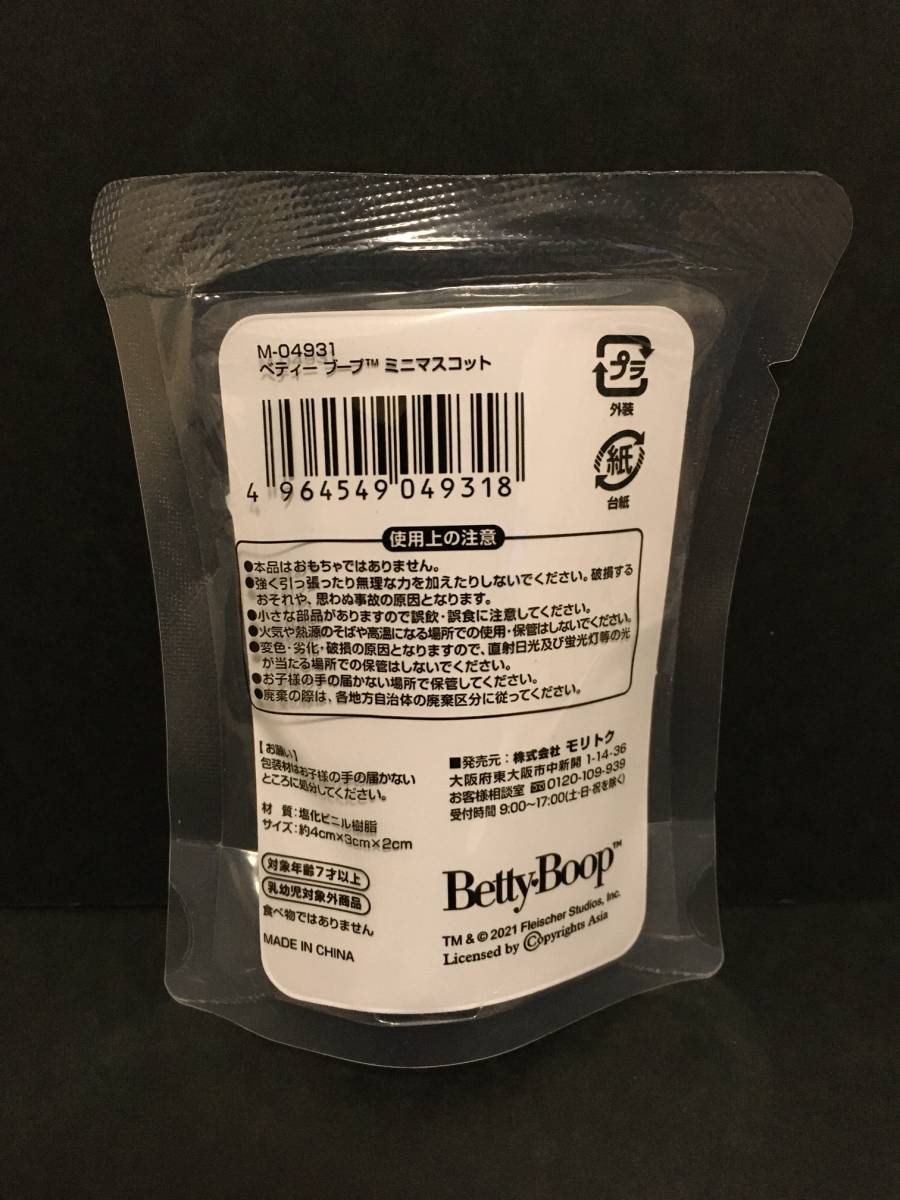 M-04931
ベティー ブープ™ ミニマスコット
プラ
外装
4 964549 049318
紙
台紙
使用上の注意
●本品はおもちゃではありません。
●強く引っ張ったり無理な力を加えたりしないでください。破損する
おそれや、思わぬ事故の原因となります。
●小さな部品がありますので誤飲・誤食に注意してください。
●火気や熱源のそばや高温になる場所での使用・保管はしないでください。
●変色・劣化・破損の原因となりますので、直射日光及び蛍光灯等の光
が当たる場所での保管はしないでください。
●お子様の手の届かない場所で保管してください。
●廃棄の際は、各地方自治体の廃棄区分に従ってください。
【お願い】
包装材はお子様の手の届かない
ところに処分してください。
材 質:塩化ビニル樹脂
サイズ:約4cm×3cm×2cm
対象年齢7才以上
乳幼児対象外商品
食べ物ではありません
MADE IN CHINA
■発売元:株式会社 モリトク
大阪府東大阪市中新開 1-14-36
お客様相談室 0120-109-939
受付時間 9:00~17:00(土・日・祝を除く)
Betty・Boop™
TM & © 2021 Fleischer Studios, Inc.
Licensed by Copyrights Asia